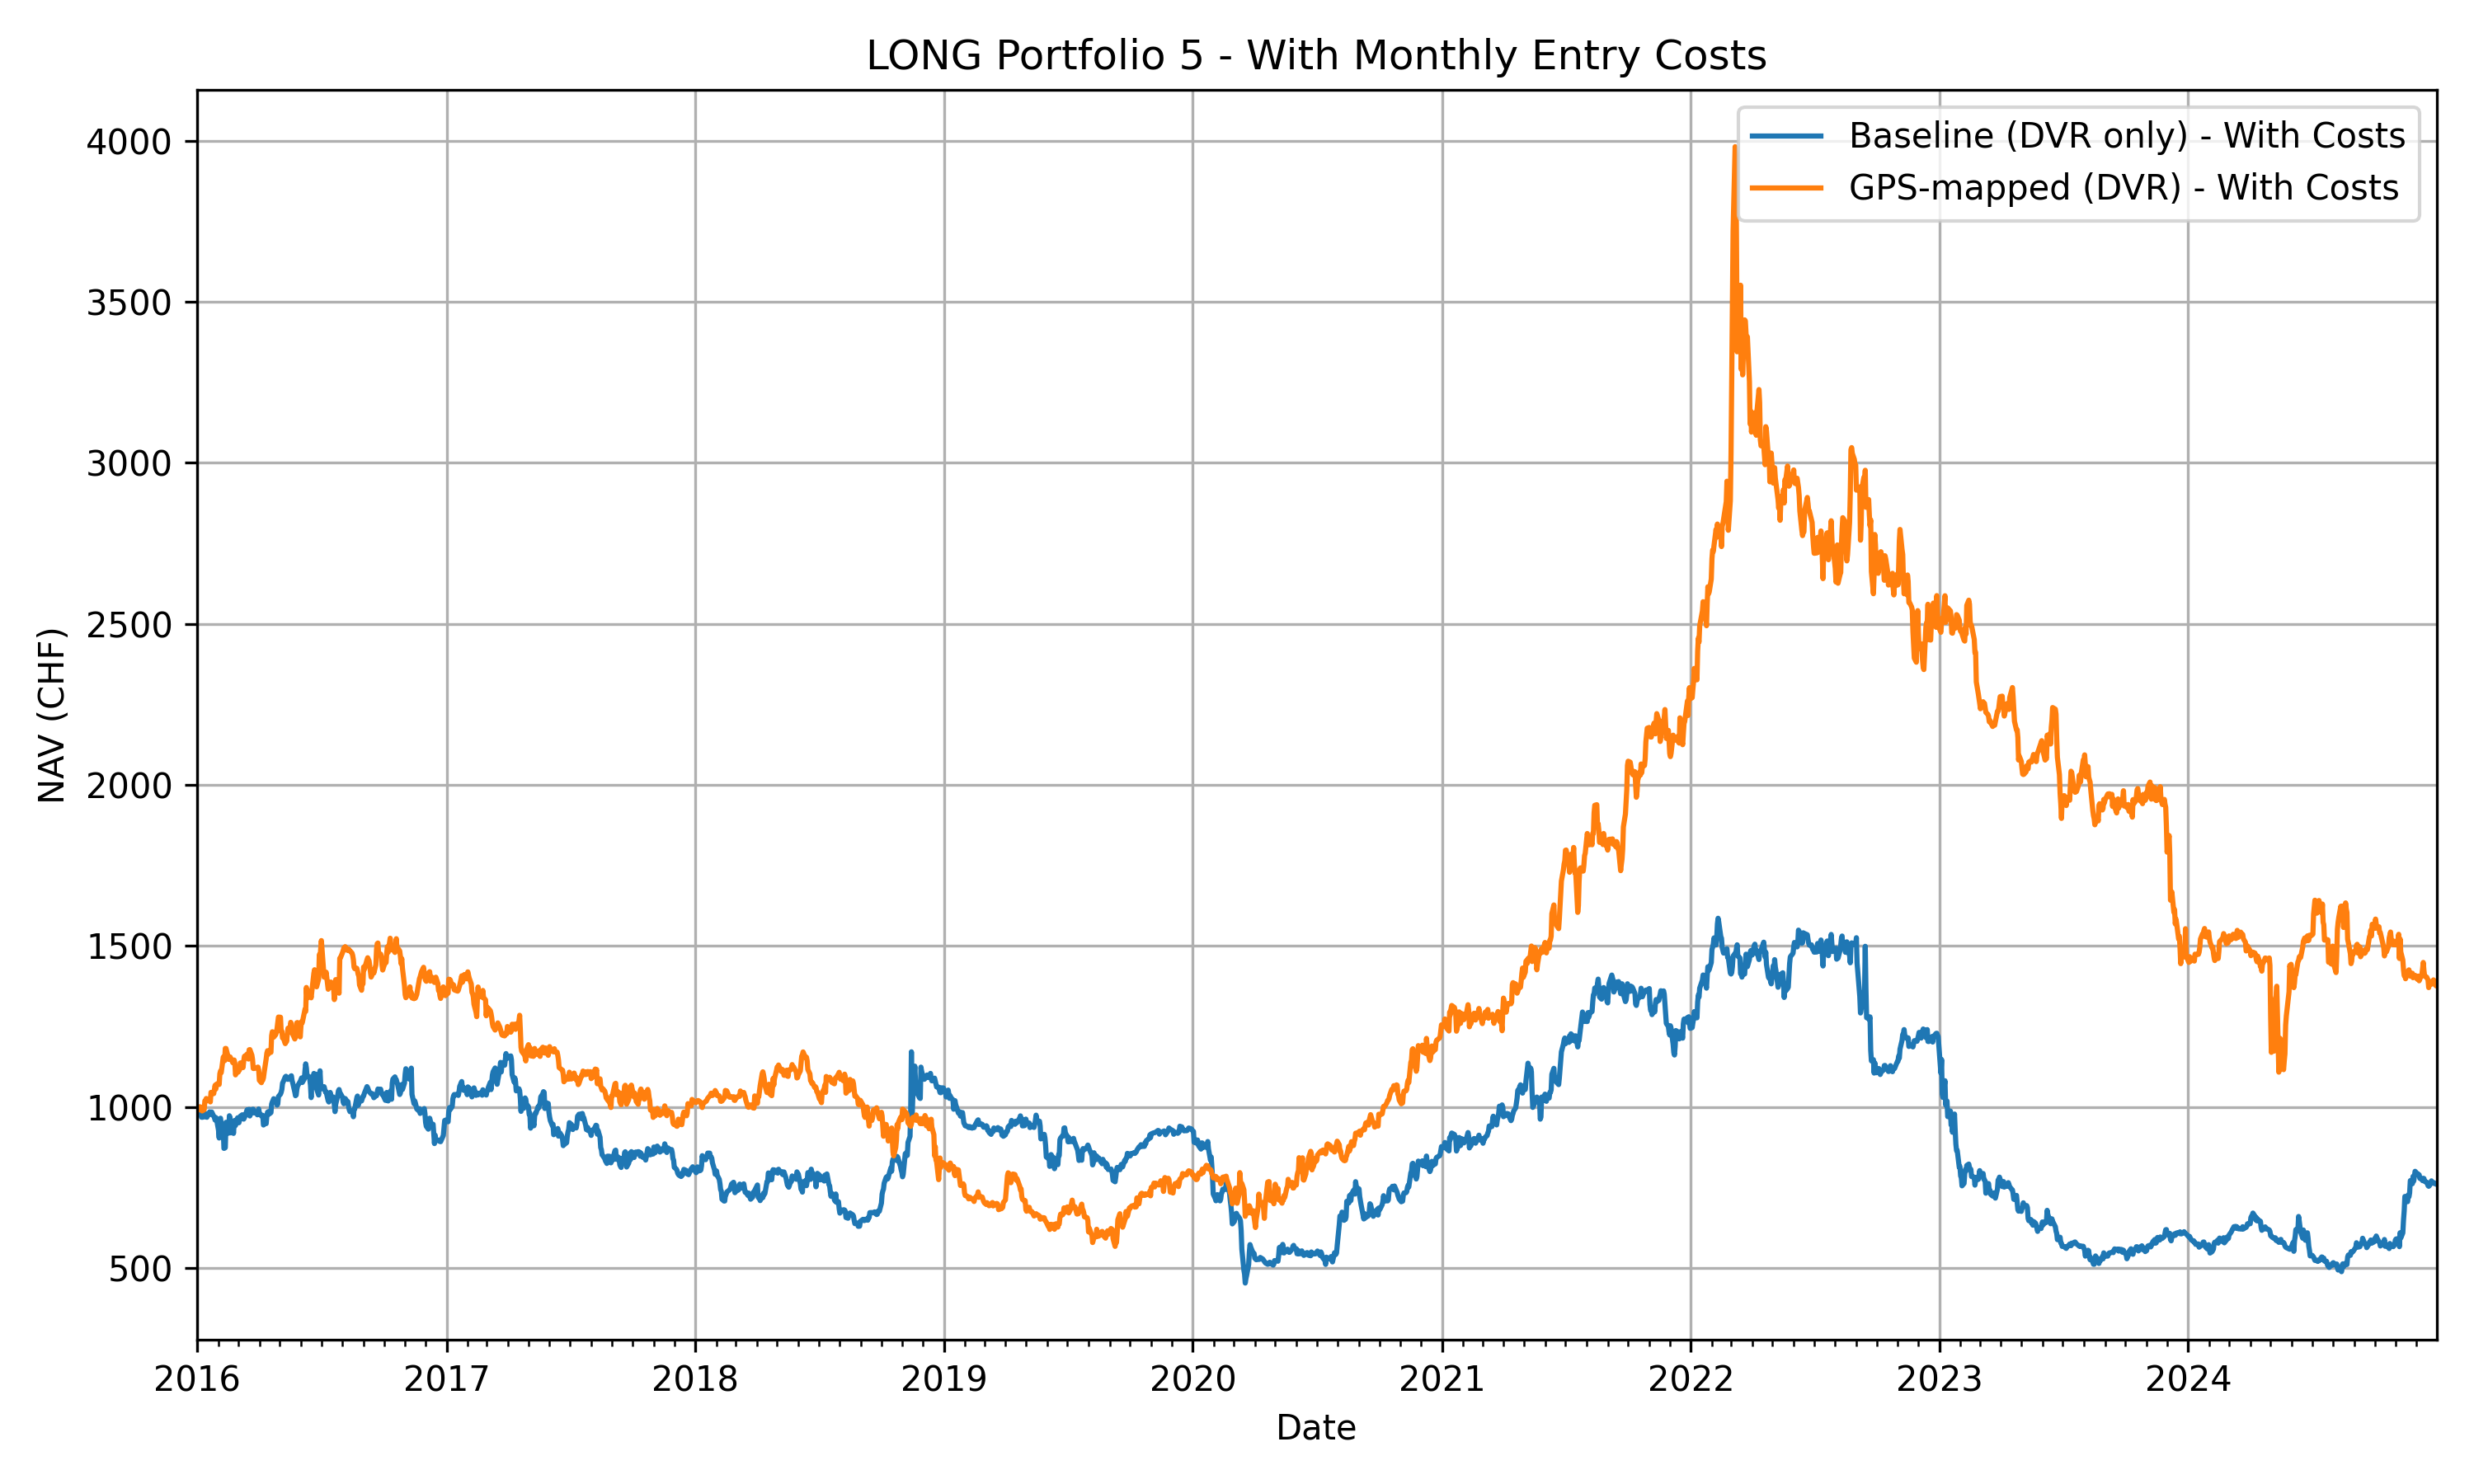 LONG Portfolio 5 - With Monthly Entry Costs
Baseline (DVR only) - With Costs
GPS-mapped (DVR) - With Costs
4000
3500
3000
2500
2000
1500
1000
500
NAV (CHF)
2016 2017 2018 2019 2020 2021 2022 2023 2024
Date